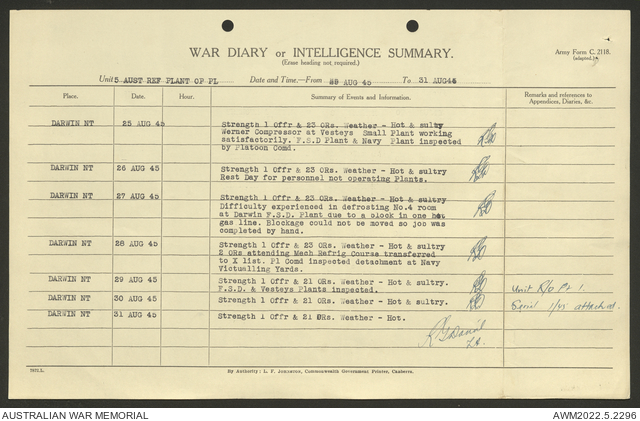 WAR DIARY or INTELLIGENCE SUMMARY.
(Erase heading not required.)
Army Form C. 2118.
(adapted.)
Unit 5 AUST REF PLANT OP PL Date and Time:—From AUG 45 To 31 AUG45
Place. Date. Hour. Summary of Events and Information. Remarks and references to
Appendices, Diaries, &c.
DARWIN NT 25 AUG 45 Strength 1 Offr & 23 ORs. Weather - Hot & sultry
Werner Compressor at Vesteys Small Plant working
satisfactorily. F.S.D Plant & Navy Plant inspected
by Platoon Comd.
DARWIN NT 26 AUG 45 Strength 1 Offr & 23 ORs. Weather - Hot & sultry
Rest Day for personnel not operating Plants.
DARWIN NT 27 AUG 45 Strength 1 Offr & 23 ORs. Weather - Hot & sultry
Difficulty experienced in defrosting No.4 room
at Darwin F.S.D. Plant due to a block in one hot
gas line. Blockage could not be moved so job was
completed by hand.
DARWIN NT 28 AUG 45 Strength 1 Offr & 23 ORs. Weather - Hot & sultry
2 ORs attending Mech Refrig Course transferred
to X list. Pl Comd inspected detachment at Navy
Victualling Yards.
DARWIN NT 29 AUG 45 Strength 1 Offr & 21 ORs. Weather - Hot & sultry.
F.S.D. & Vesteys Plants inspected. Unit R/O Pt 1.
DARWIN NT 30 AUG 45 Strength 1 Offr & 21 ORs. Weather - Hot & sultry. Serial 1/45 attached.
DARWIN NT 31 AUG 45 Strength 1 Offr & 21 ORs. Weather - Hot.
Lt.
By Authority: L. F. Johnston, Commonwealth Government Printer, Canberra.
AUSTRALIAN WAR MEMORIAL AWM2022.5.2296